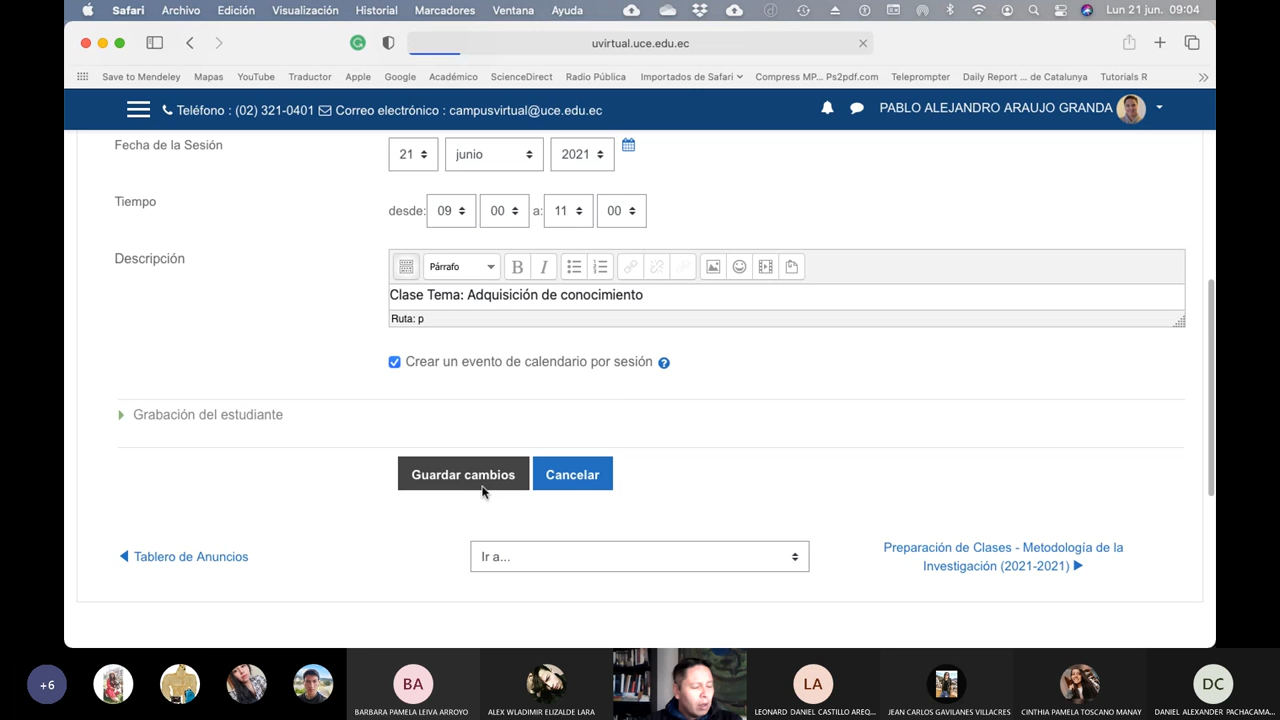 Safari Archivo Edición Visualización Historial Marcadores Ventana Ayuda Lun 21 jun. 09:04
uvirtual.uce.edu.ec
Save to Mendeley Mapas YouTube Traductor Apple Google Académico ScienceDirect Radio Pública Importados de Safari Compress MP... Ps2pdf.com Teleprompter Daily Report ... de Catalunya Tutorials R
Teléfono : (02) 321-0401 Correo electrónico : campusvirtual@uce.edu.ec PABLO ALEJANDRO ARAUJO GRANDA
Fecha de la Sesión 21 junio 2021
Tiempo desde: 09 00 a: 11 00
Descripción Párrafo B I
Clase Tema: Adquisición de conocimiento
Ruta: p
Crear un evento de calendario por sesión ?
Grabación del estudiante
Guardar cambios Cancelar
Tablero de Anuncios Ir a... Preparación de Clases - Metodología de la
Investigación (2021-2021)
+6 BA LA DC
BARBARA PAMELA LEIVA ARROYO ALEX WLADIMIR ELIZALDE LARA LEONARD DANIEL CASTILLO AREQ... JEAN CARLOS GAVILANES VILLACRES CINTHIA PAMELA TOSCANO MANAY DANIEL ALEXANDER PACHACAMA...